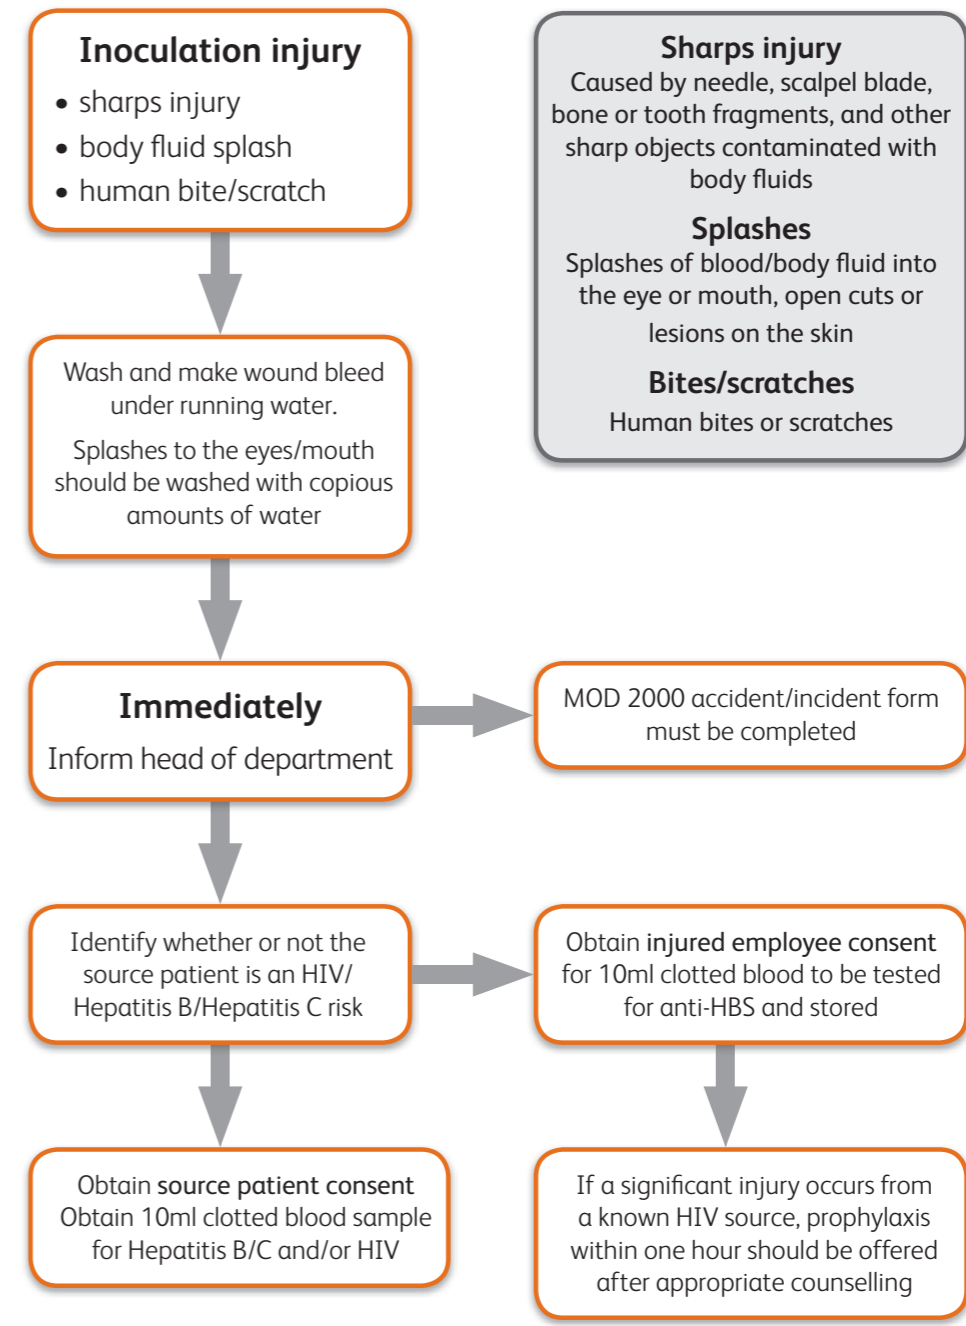 Inoculation injury
• sharps injury
• body fluid splash
• human bite/scratch
Sharps injury
Caused by needle, scalpel blade,
bone or tooth fragments, and other
sharp objects contaminated with
body fluids
Splashes
Splashes of blood/body fluid into
the eye or mouth, open cuts or
lesions on the skin
Bites/scratches
Human bites or scratches
Wash and make wound bleed
under running water.
Splashes to the eyes/mouth
should be washed with copious
amounts of water
Immediately
Inform head of department
MOD 2000 accident/incident form
must be completed
Identify whether or not the
source patient is an HIV/
Hepatitis B/Hepatitis C risk
Obtain injured employee consent
for 10ml clotted blood to be tested
for anti-HBS and stored
Obtain source patient consent
Obtain 10ml clotted blood sample
for Hepatitis B/C and/or HIV
If a significant injury occurs from
a known HIV source, prophylaxis
within one hour should be offered
after appropriate counselling